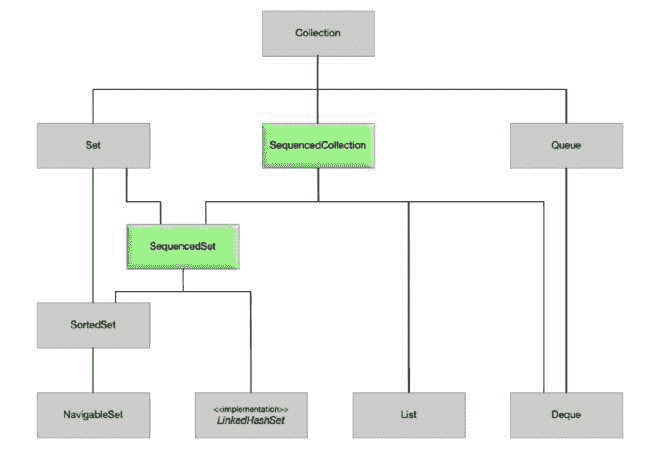 Collection
Set
SequencedCollection
Queue
SequencedSet
SortedSet
NavigableSet
<<implementation>>
LinkedHashSet
List
Deque